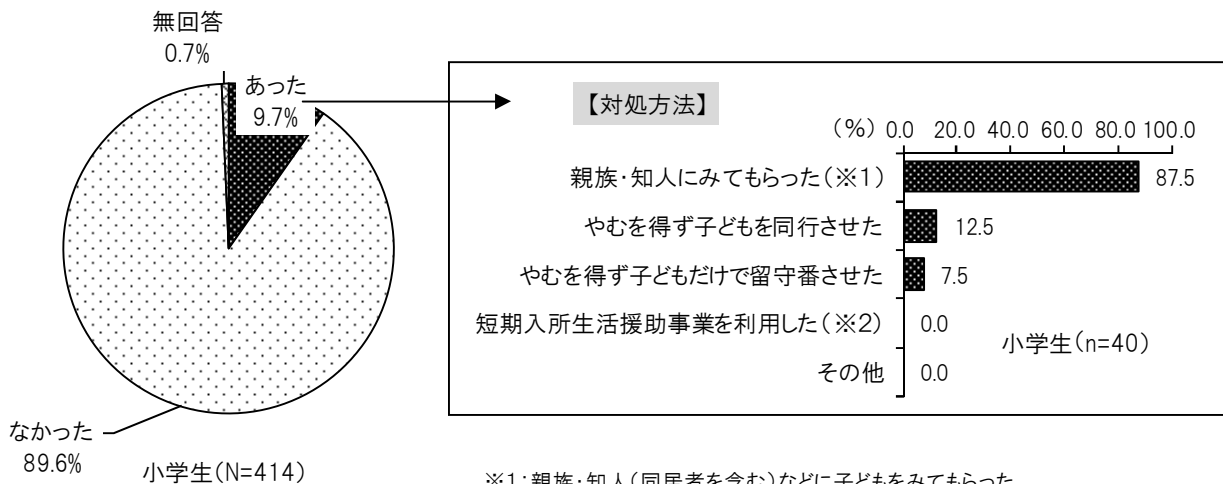 無回答
0.7%
あった
9.7%
なかった
89.6%
小学生(N=414)
【対処方法】
(%) 0.0 20.0 40.0 60.0 80.0 100.0
親族・知人にみてもらった(※1) 87.5
やむを得ず子どもを同行させた 12.5
やむを得ず子どもだけで留守番させた 7.5
短期入所生活援助事業を利用した(※2) 0.0
その他 0.0
小学生(n=40)
※1:親族・知人(同居者を含む)などに子どもをみてもらった